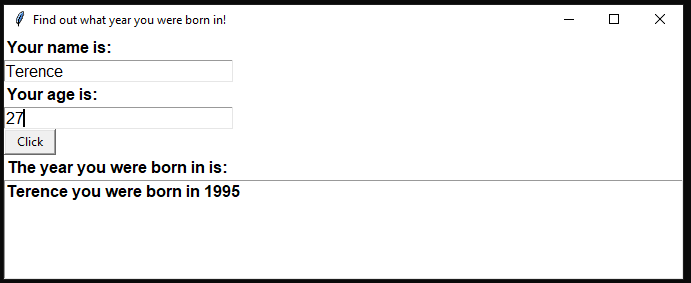 Find out what year you were born in!
Your name is:
Terence
Your age is:
27
Click
The year you were born in is:
Terence you were born in 1995